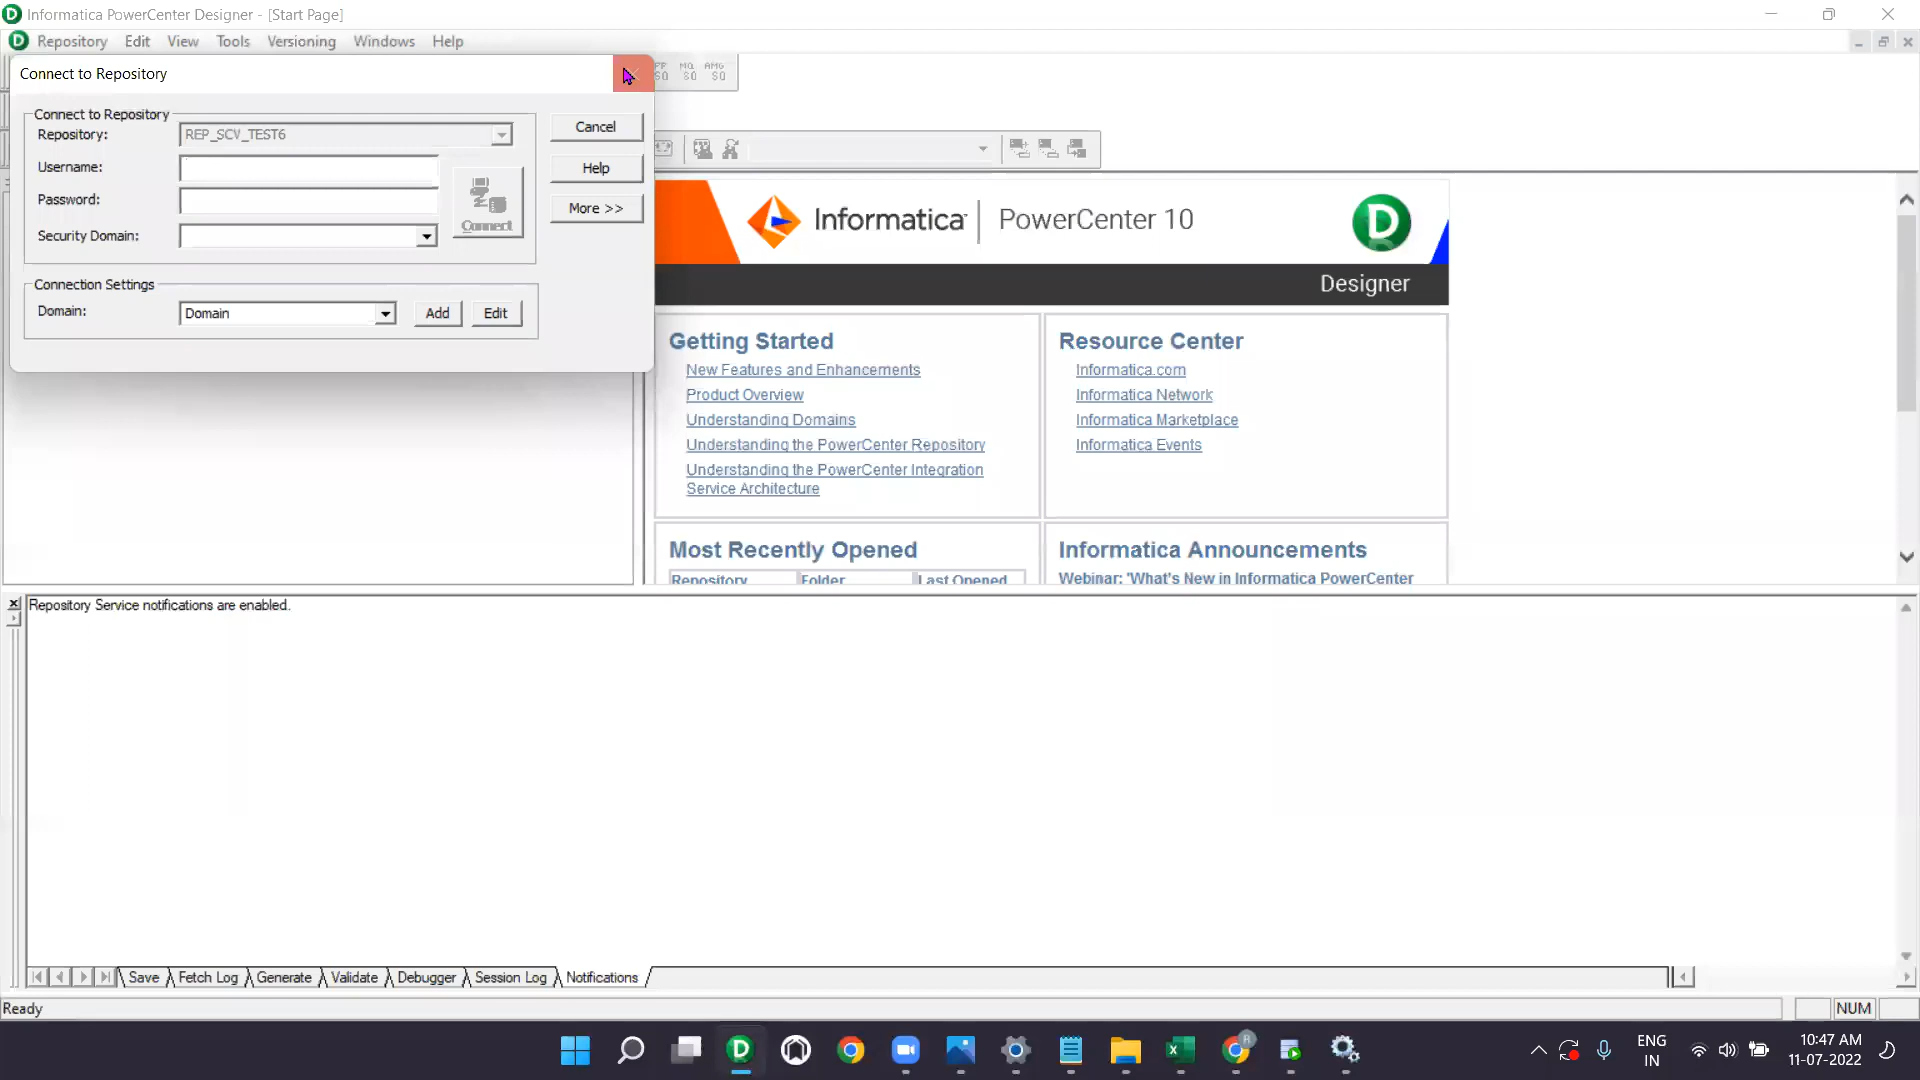 Informatica PowerCenter Designer - [Start Page]
Repository Edit View Tools Versioning Windows Help
Connect to Repository
Connect to Repository
Repository: REP_SCV_TEST6
Username:
Password:
Security Domain:
Connect
Cancel
Help
More >>
Connection Settings
Domain: Domain Add Edit
MQ AMG
SO SO SO
Informatica PowerCenter 10
Designer
Getting Started
New Features and Enhancements
Product Overview
Understanding Domains
Understanding the PowerCenter Repository
Understanding the PowerCenter Integration
Service Architecture
Resource Center
Informatica.com
Informatica Network
Informatica Marketplace
Informatica Events
Most Recently Opened
Repository Folder Last Opened
Informatica Announcements
Webinar: 'What's New in Informatica PowerCenter
Repository Service notifications are enabled.
Save Fetch Log Generate Validate Debugger Session Log Notifications
Ready
NUM
ENG
IN
10:47 AM
11-07-2022